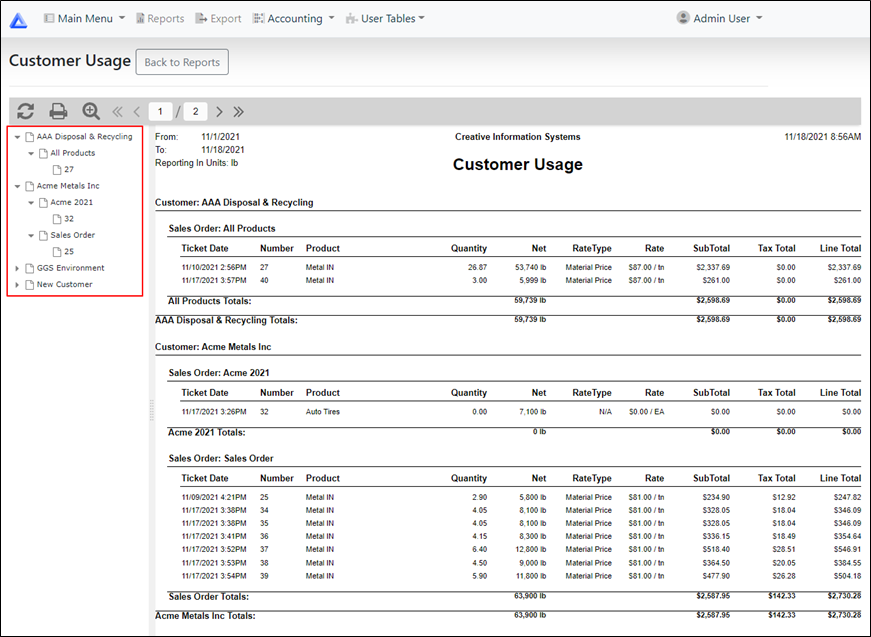 Main Menu Reports Export Accounting User Tables Admin User
Customer Usage Back to Reports
1 / 2
AAA Disposal & Recycling
All Products
27
Acme Metals Inc
Acme 2021
32
Sales Order
25
GGS Environment
New Customer
From: 11/1/2021 Creative Information Systems 11/18/2021 8:56AM
To: 11/18/2021
Reporting In Units: lb
Customer Usage
Customer: AAA Disposal & Recycling
Sales Order: All Products
Ticket Date Number Product Quantity Net RateType Rate SubTotal Tax Total Line Total
11/10/2021 2:56PM 27 Metal IN 26.87 53,740 lb Material Price $87.00 / tn $2,337.69 $0.00 $2,337.69
11/17/2021 3:57PM 40 Metal IN 3.00 5,999 lb Material Price $87.00 / tn $261.00 $0.00 $261.00
All Products Totals: 59,739 lb $2,598.69 $0.00 $2,598.69
AAA Disposal & Recycling Totals: 59,739 lb $2,598.69 $0.00 $2,598.69
Customer: Acme Metals Inc
Sales Order: Acme 2021
Ticket Date Number Product Quantity Net RateType Rate SubTotal Tax Total Line Total
11/17/2021 3:26PM 32 Auto Tires 0.00 7,100 lb N/A $0.00 / EA $0.00 $0.00 $0.00
Acme 2021 Totals: 0 lb $0.00 $0.00 $0.00
Sales Order: Sales Order
Ticket Date Number Product Quantity Net RateType Rate SubTotal Tax Total Line Total
11/09/2021 4:21PM 25 Metal IN 2.90 5,800 lb Material Price $81.00 / tn $234.90 $12.92 $247.82
11/17/2021 3:38PM 34 Metal IN 4.05 8,100 lb Material Price $81.00 / tn $328.05 $18.04 $346.09
11/17/2021 3:38PM 35 Metal IN 4.05 8,100 lb Material Price $81.00 / tn $328.05 $18.04 $346.09
11/17/2021 3:41PM 36 Metal IN 4.15 8,300 lb Material Price $81.00 / tn $336.15 $18.49 $354.64
11/17/2021 3:52PM 37 Metal IN 6.40 12,800 lb Material Price $81.00 / tn $518.40 $28.51 $546.91
11/17/2021 3:53PM 38 Metal IN 4.50 9,000 lb Material Price $81.00 / tn $364.50 $20.05 $384.55
11/17/2021 3:54PM 39 Metal IN 5.90 11,800 lb Material Price $81.00 / tn $477.90 $26.28 $504.18
Sales Order Totals: 63,900 lb $2,587.95 $142.33 $2,730.28
Acme Metals Inc Totals: 63,900 lb $2,587.95 $142.33 $2,730.28